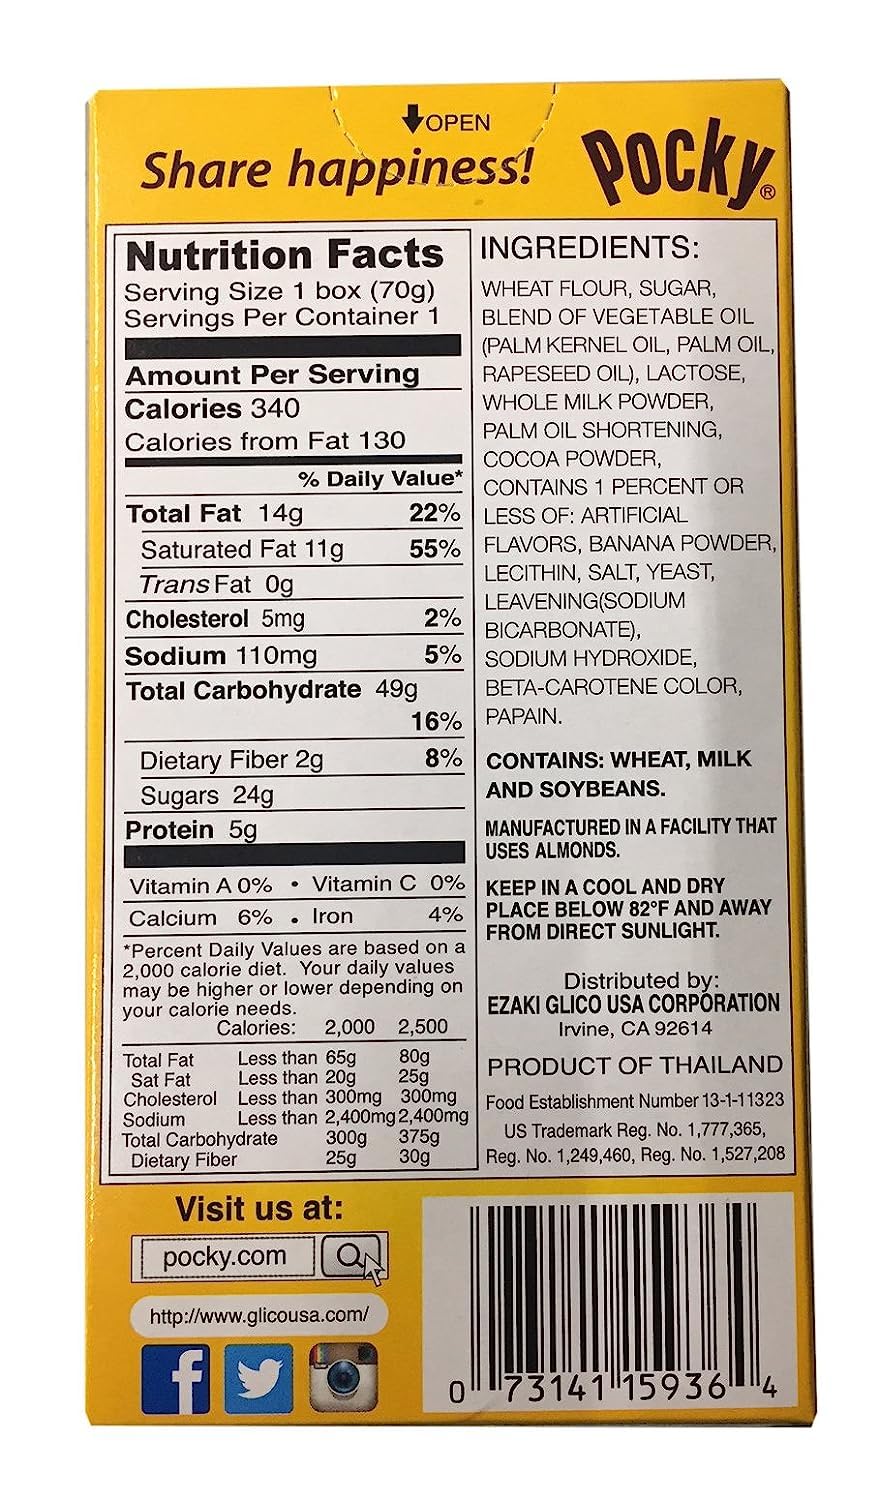 OPEN
Share happiness!
Pocky®
Nutrition Facts
Serving Size 1 box (70g)
Servings Per Container 1
Amount Per Serving
Calories 340
Calories from Fat 130
% Daily Value*
Total Fat 14g 22%
Saturated Fat 11g 55%
Trans Fat 0g
Cholesterol 5mg 2%
Sodium 110mg 5%
Total Carbohydrate 49g
16%
Dietary Fiber 2g 8%
Sugars 24g
Protein 5g
Vitamin A 0% • Vitamin C 0%
Calcium 6% • Iron 4%
*Percent Daily Values are based on a
2,000 calorie diet. Your daily values
may be higher or lower depending on
your calorie needs.
Calories: 2,000 2,500
Total Fat Less than 65g 80g
Sat Fat Less than 20g 25g
Cholesterol Less than 300mg 300mg
Sodium Less than 2,400mg 2,400mg
Total Carbohydrate 300g 375g
Dietary Fiber 25g 30g
INGREDIENTS:
WHEAT FLOUR, SUGAR,
BLEND OF VEGETABLE OIL
(PALM KERNEL OIL, PALM OIL,
RAPESEED OIL), LACTOSE,
WHOLE MILK POWDER,
PALM OIL SHORTENING,
COCOA POWDER,
CONTAINS 1 PERCENT OR
LESS OF: ARTIFICIAL
FLAVORS, BANANA POWDER,
LECITHIN, SALT, YEAST,
LEAVENING(SODIUM
BICARBONATE),
SODIUM HYDROXIDE,
BETA-CAROTENE COLOR,
PAPAIN.
CONTAINS: WHEAT, MILK
AND SOYBEANS.
MANUFACTURED IN A FACILITY THAT
USES ALMONDS.
KEEP IN A COOL AND DRY
PLACE BELOW 82°F AND AWAY
FROM DIRECT SUNLIGHT.
Distributed by:
EZAKI GLICO USA CORPORATION
Irvine, CA 92614
PRODUCT OF THAILAND
Food Establishment Number 13-1-11323
US Trademark Reg. No. 1,777,365,
Reg. No. 1,249,460, Reg. No. 1,527,208
Visit us at:
pocky.com
http://www.glicousa.com/
0 73141 15936 4